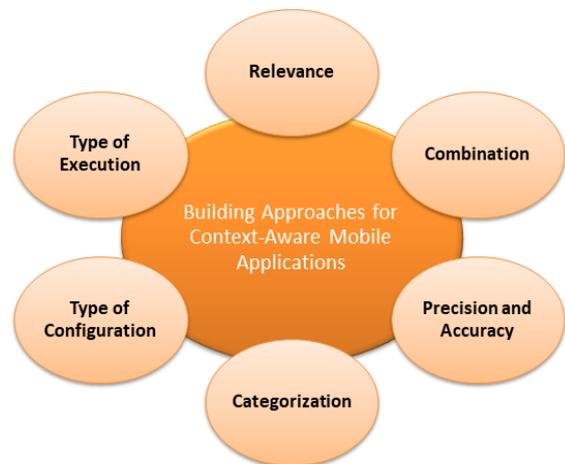 Relevance
Type of
Execution
Combination
Building Approaches for
Context-Aware Mobile
Applications
Type of
Configuration
Precision and
Accuracy
Categorization